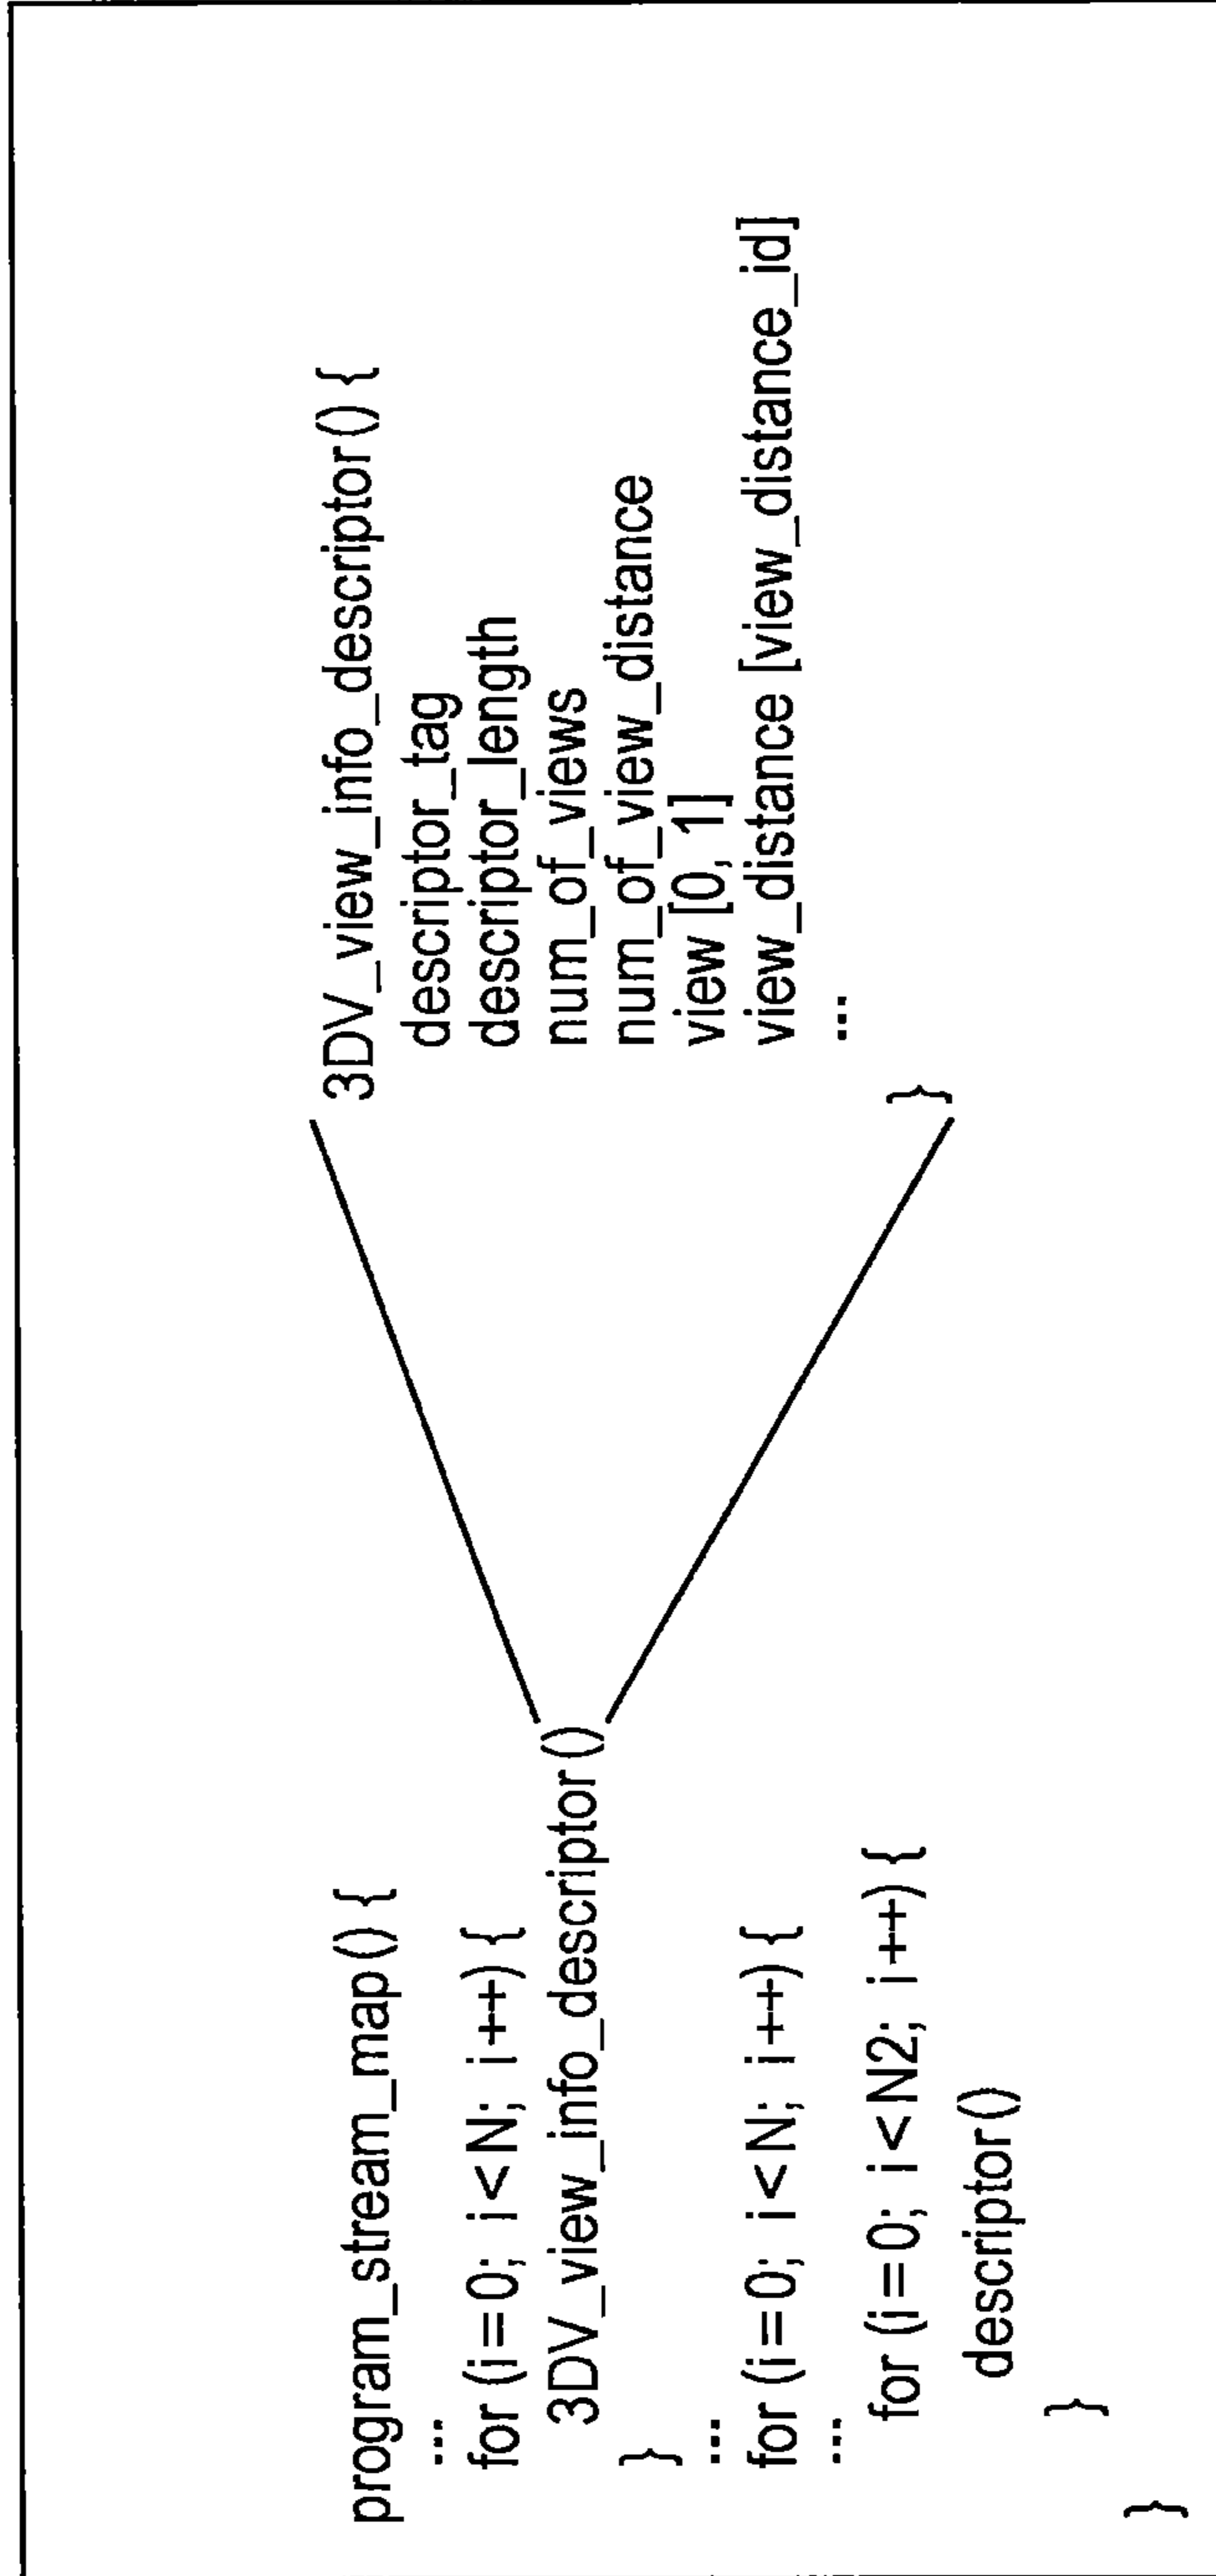 program_stream_map () {
...
for (i=0; i<N; i++) {
3DV_view_info_descriptor ()
}
...
for (i=0; i<N; i++) {
...
for (i=0; i<N2; i++) {
descriptor ()
}
}
3DV_view_info_descriptor () {
descriptor_tag
descriptor_length
num_of_views
num_of_view_distance
view [0, 1]
view_distance [view_distance_id]
...
}